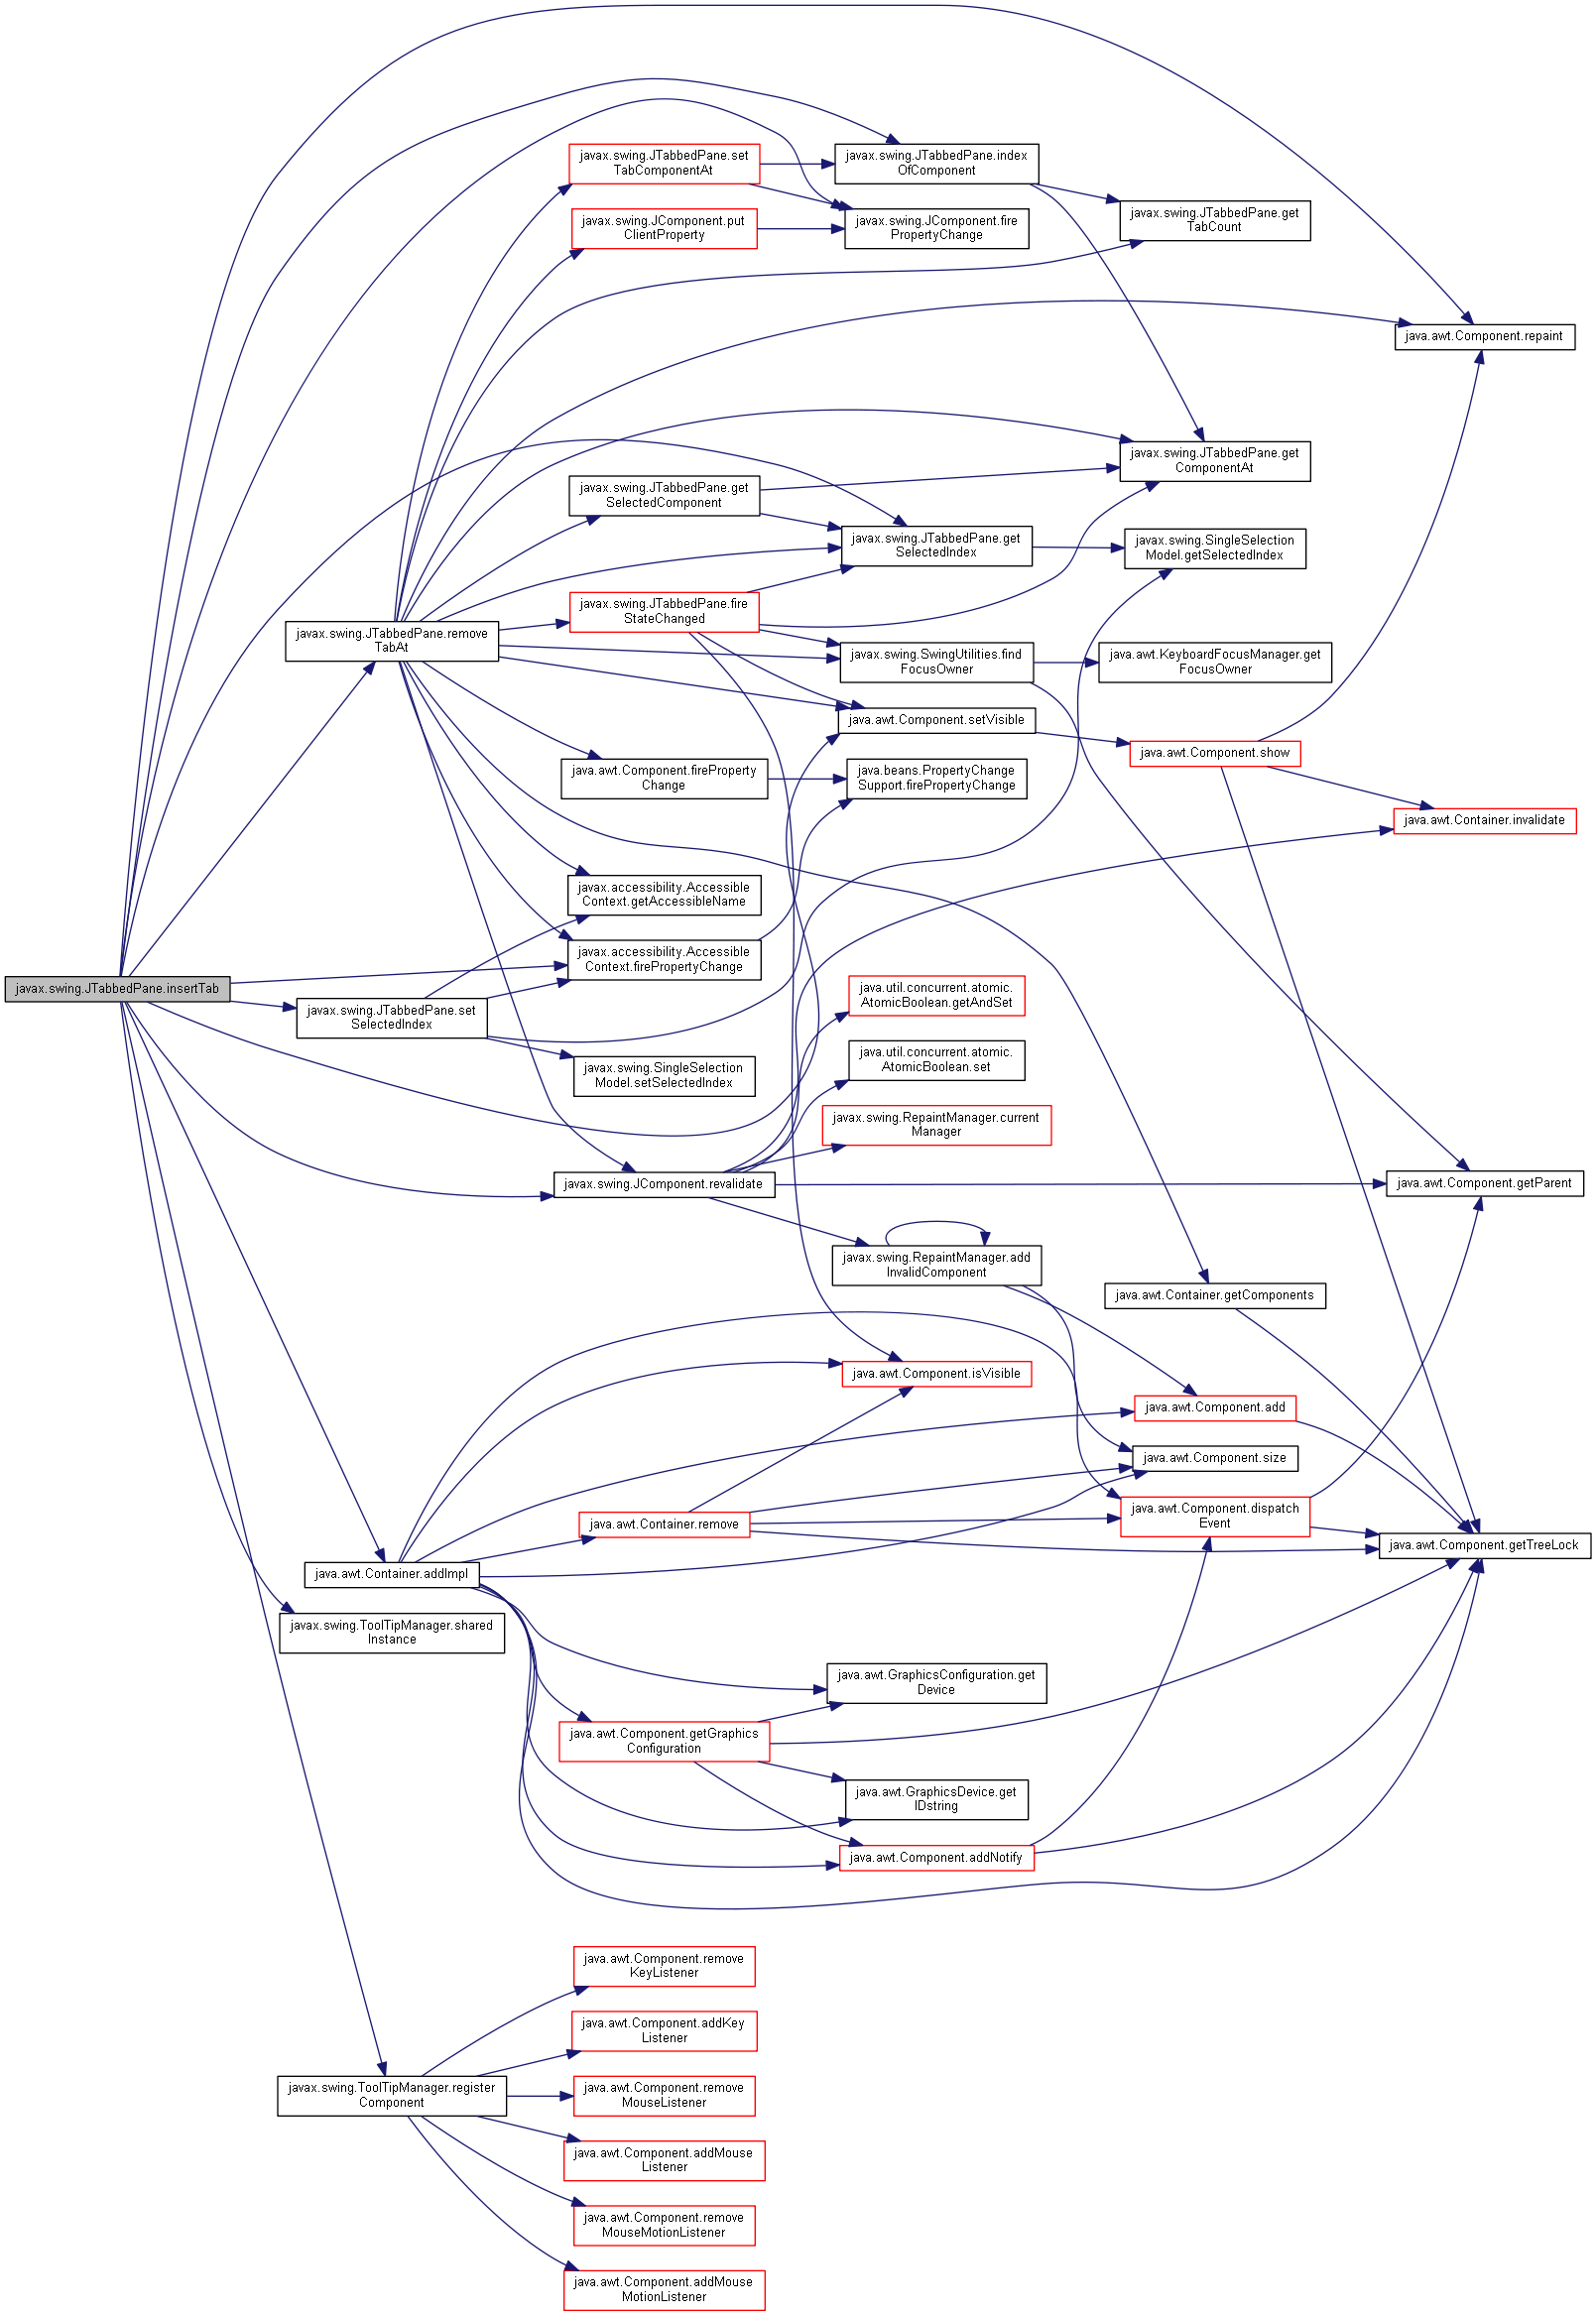 javax.swing.JTabbedPane.set
TabComponentAt
javax.swing.JTabbedPane.index
OfComponent
javax.swing.JComponent.put
ClientProperty
javax.swing.JComponent.fire
PropertyChange
javax.swing.JTabbedPane.get
TabCount
java.awt.Component.repaint
javax.swing.JTabbedPane.get
ComponentAt
javax.swing.JTabbedPane.get
SelectedComponent
javax.swing.JTabbedPane.get
SelectedIndex
javax.swing.SingleSelection
Model.getSelectedIndex
javax.swing.JTabbedPane.fire
StateChanged
javax.swing.JTabbedPane.remove
TabAt
javax.swing.SwingUtilities.find
FocusOwner
java.awt.KeyboardFocusManager.get
FocusOwner
java.awt.Component.setVisible
java.awt.Component.show
java.awt.Component.fireProperty
Change
java.beans.PropertyChange
Support.firePropertyChange
java.awt.Container.invalidate
javax.accessibility.Accessible
Context.getAccessibleName
javax.accessibility.Accessible
Context.firePropertyChange
javax.swing.JTabbedPane.insertTab
javax.swing.JTabbedPane.set
SelectedIndex
java.util.concurrent.atomic.
AtomicBoolean.getAndSet
java.util.concurrent.atomic.
AtomicBoolean.set
javax.swing.SingleSelection
Model.setSelectedIndex
javax.swing.RepaintManager.current
Manager
javax.swing.JComponent.revalidate
java.awt.Component.getParent
javax.swing.RepaintManager.add
InvalidComponent
java.awt.Container.getComponents
java.awt.Component.isVisible
java.awt.Component.add
java.awt.Component.size
java.awt.Container.remove
java.awt.Component.dispatch
Event
java.awt.Component.getTreeLock
java.awt.Container.addImpl
javax.swing.ToolTipManager.shared
Instance
java.awt.GraphicsConfiguration.get
Device
java.awt.Component.getGraphics
Configuration
java.awt.GraphicsDevice.get
IDstring
java.awt.Component.addNotify
java.awt.Component.remove
KeyListener
java.awt.Component.addKey
Listener
javax.swing.ToolTipManager.register
Component
java.awt.Component.remove
MouseListener
java.awt.Component.addMouse
Listener
java.awt.Component.remove
MouseMotionListener
java.awt.Component.addMouse
MotionListener